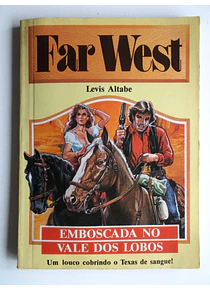 Far West
Levis Altabe
EMBOSCADA NO
VALE DOS LOBOS
Um louco cobrindo o Texas de sangue!